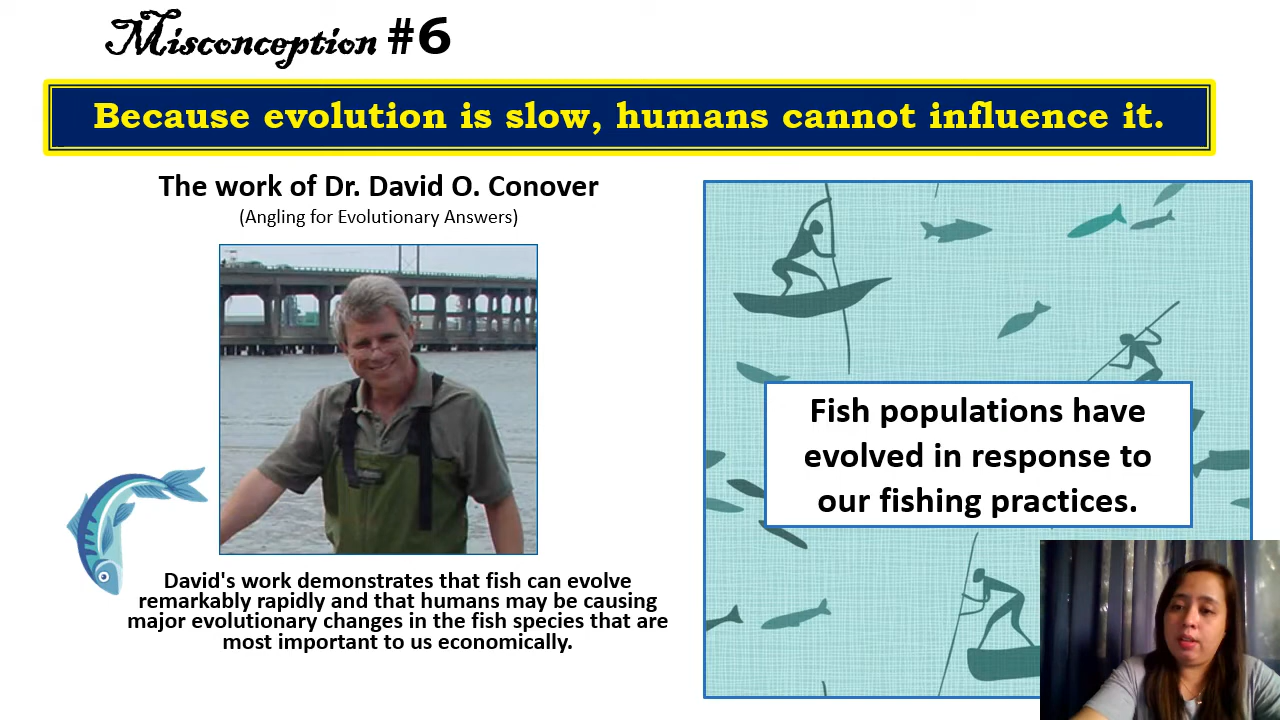 Misconception #6
Because evolution is slow, humans cannot influence it.
The work of Dr. David O. Conover
(Angling for Evolutionary Answers)
David's work demonstrates that fish can evolve
remarkably rapidly and that humans may be causing
major evolutionary changes in the fish species that are
most important to us economically.
Fish populations have
evolved in response to
our fishing practices.